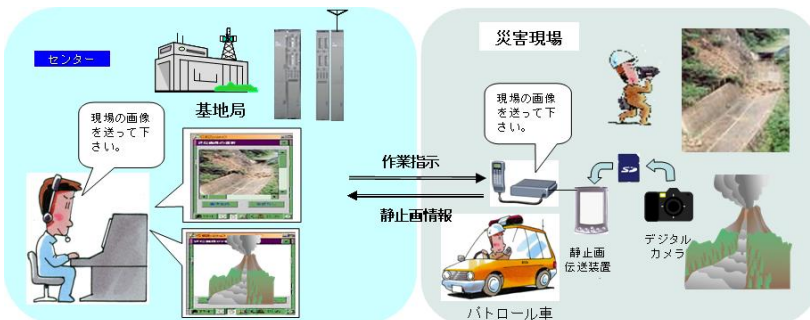 センター
基地局
現場の画像
を送って下
さい。
作業指示
静止画情報
災害現場
現場の画像
を送って下
さい。
SD
静止画
伝送装置
デジタル
カメラ
パトロール車